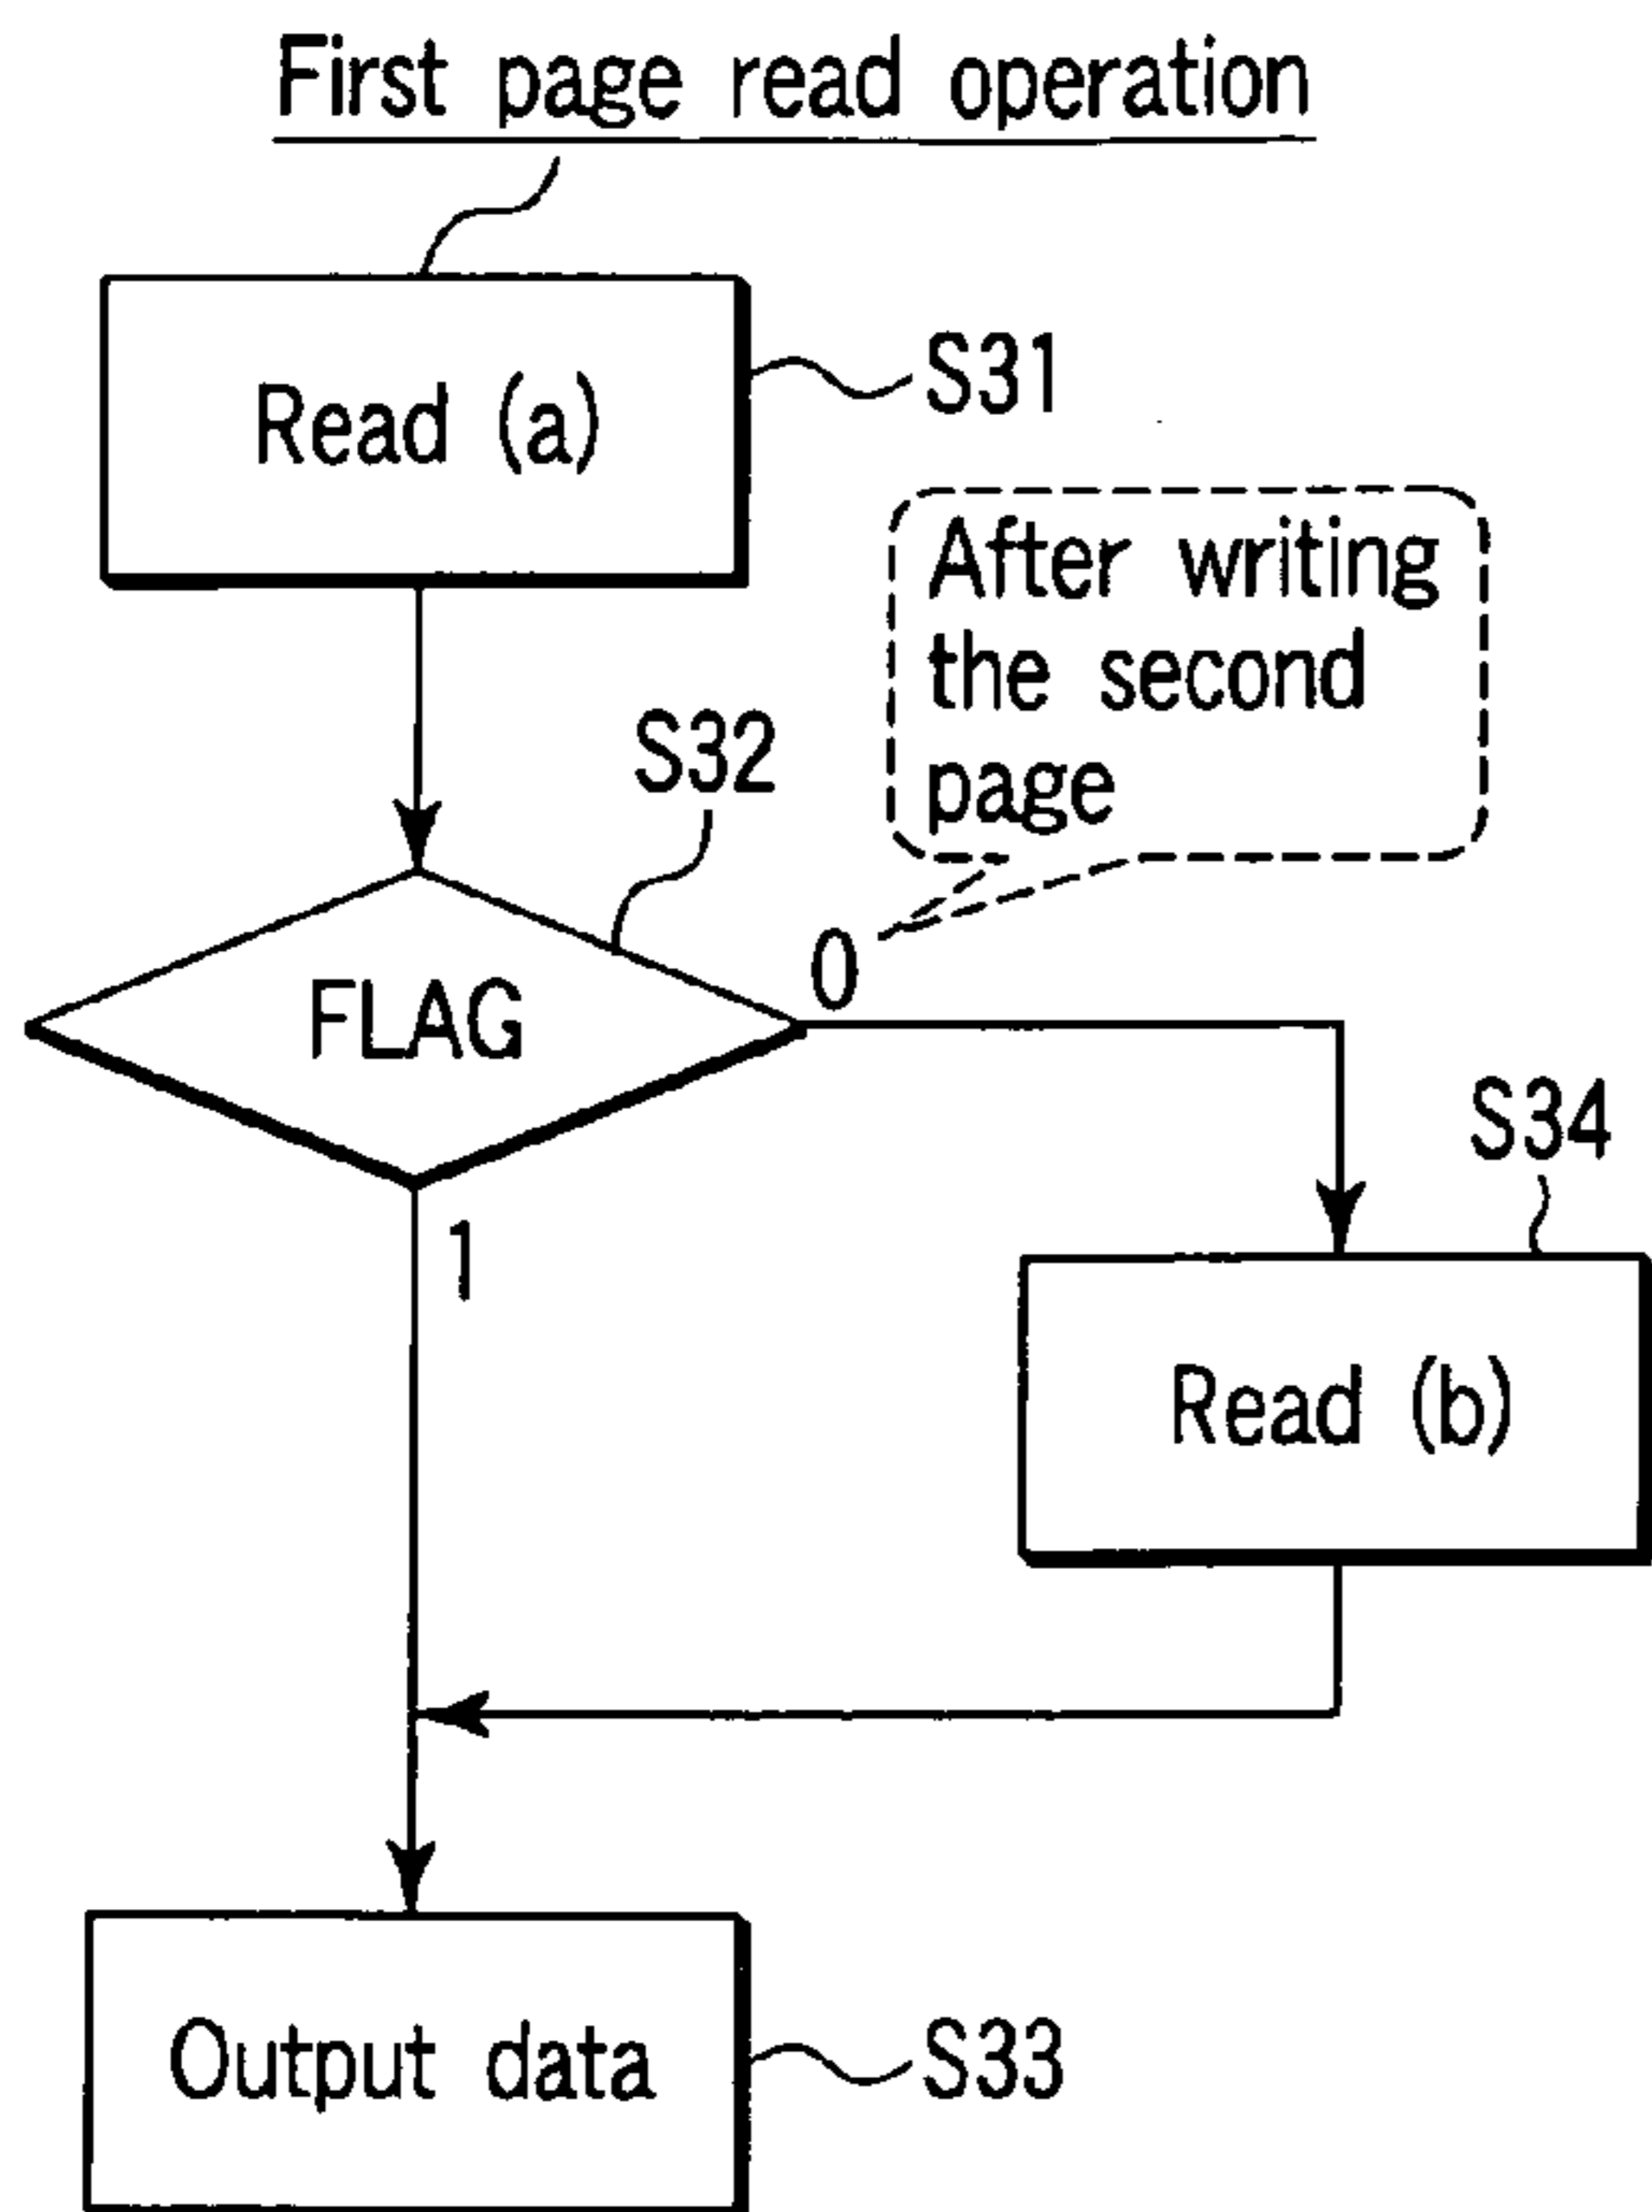 First page read operation
Read (a)
S31
After writing
the second
page
S32
0
FLAG
S34
1
Read (b)
Output data
S33